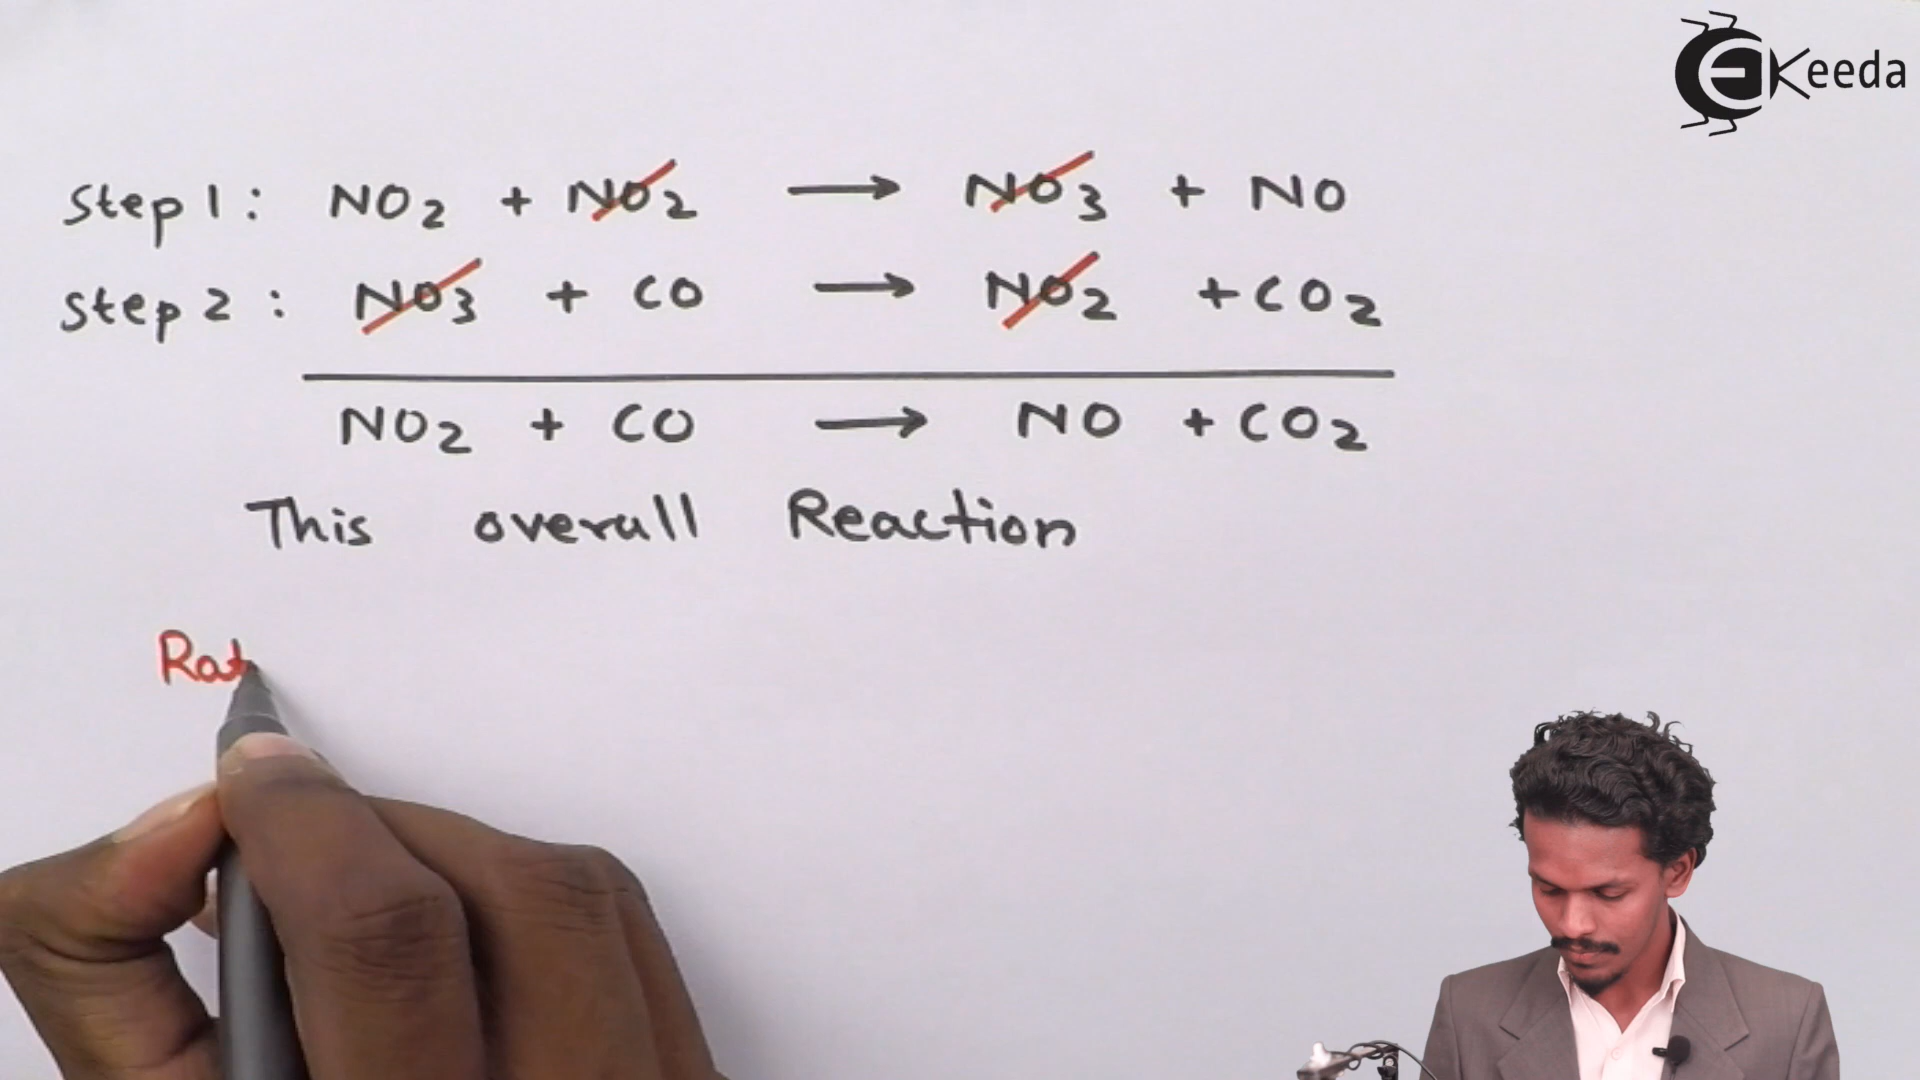 EKeeda
Step 1: NO2 + NO2 → NO3 + NO
Step 2: NO3 + CO → NO2 + CO2
NO2 + CO → NO + CO2
This overall Reaction
Rat